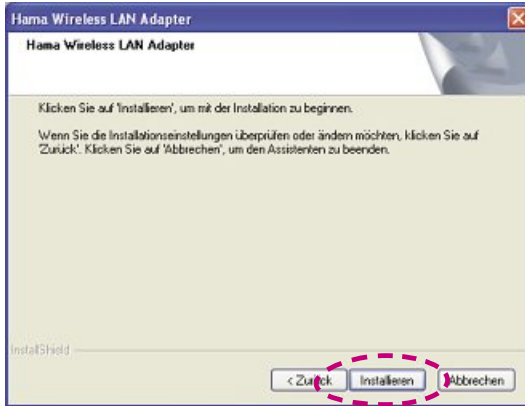 Hama Wireless LAN Adapter
Hama Wireless LAN Adapter
Klicken Sie auf 'Installieren', um mit der Installation zu beginnen.
Wenn Sie die Installationseinstellungen überprüfen oder ändern möchten, klicken Sie auf
'Zurück'. Klicken Sie auf 'Abbrechen', um den Assistenten zu beenden.
InstallShield
< Zurück Installieren Abbrechen